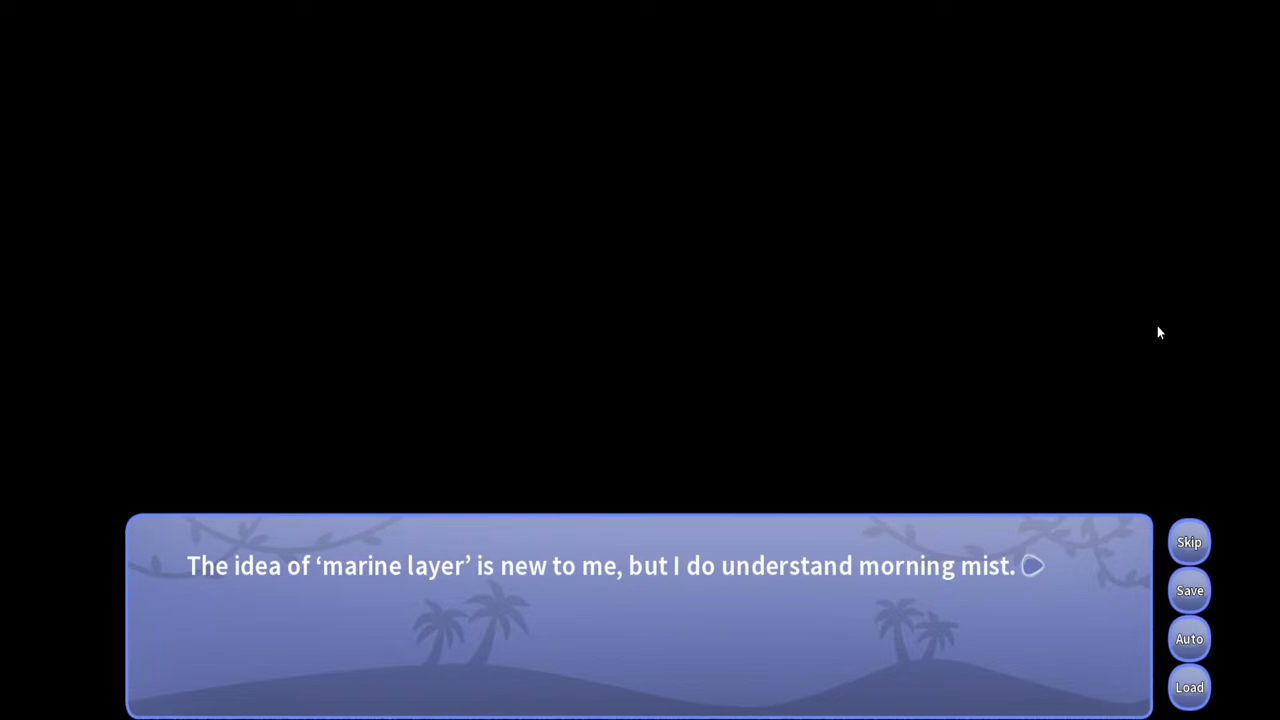 The idea of ‘marine layer’ is new to me, but I do understand morning mist.
Skip
Save
Auto
Load